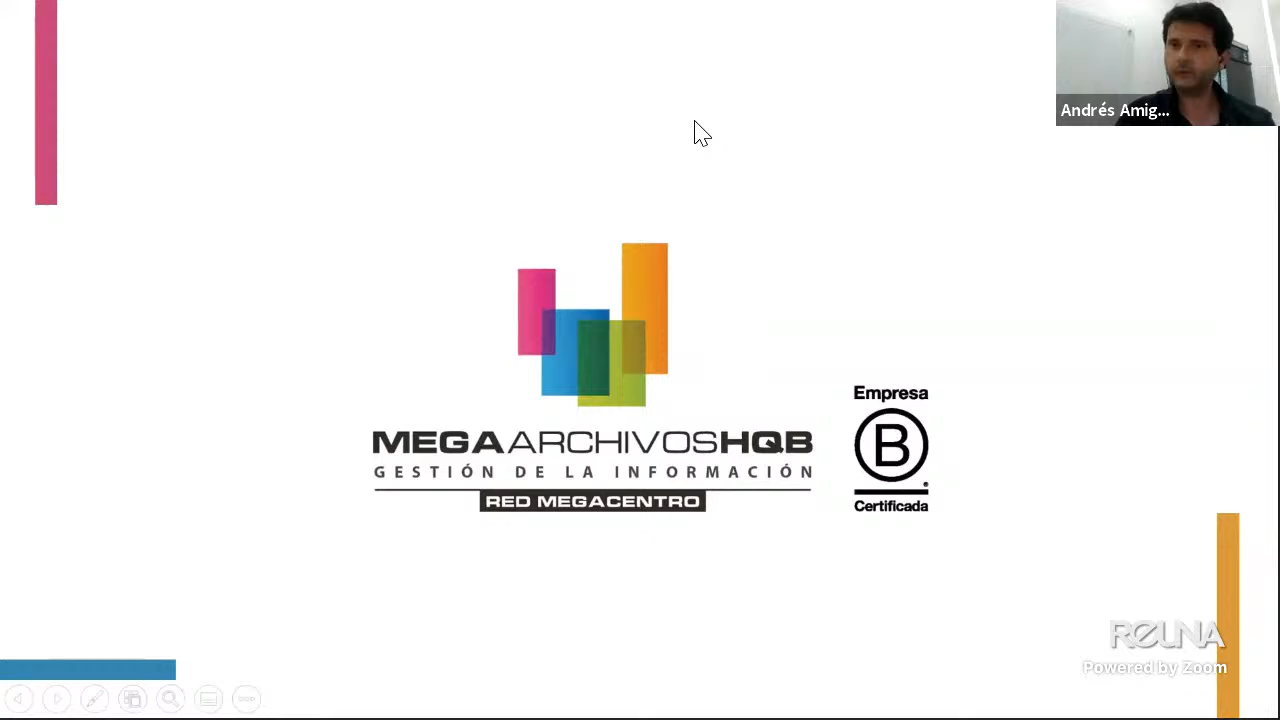 Andrés Amig...
MEGAARCHIVOSHQB
GESTIÓN DE LA INFORMACIÓN
RED MEGACENTRO
Empresa
B
Certificada
REUNA
Powered by Zoom